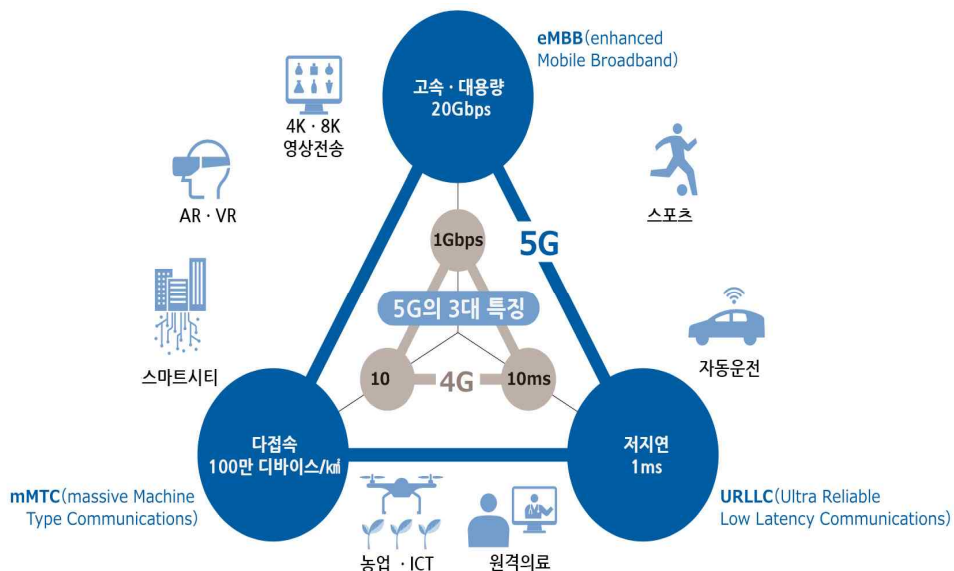 eMBB(enhanced
Mobile Broadband)
고속 · 대용량
20Gbps
4K · 8K
영상전송
AR · VR
스포츠
1Gbps
5G
5G의 3대 특징
스마트시티
자동운전
10
4G
10ms
다접속
100만 디바이스/㎢
저지연
1ms
mMTC(massive Machine
Type Communications)
URLLC(Ultra Reliable
Low Latency Communications)
농업 · ICT
원격의료